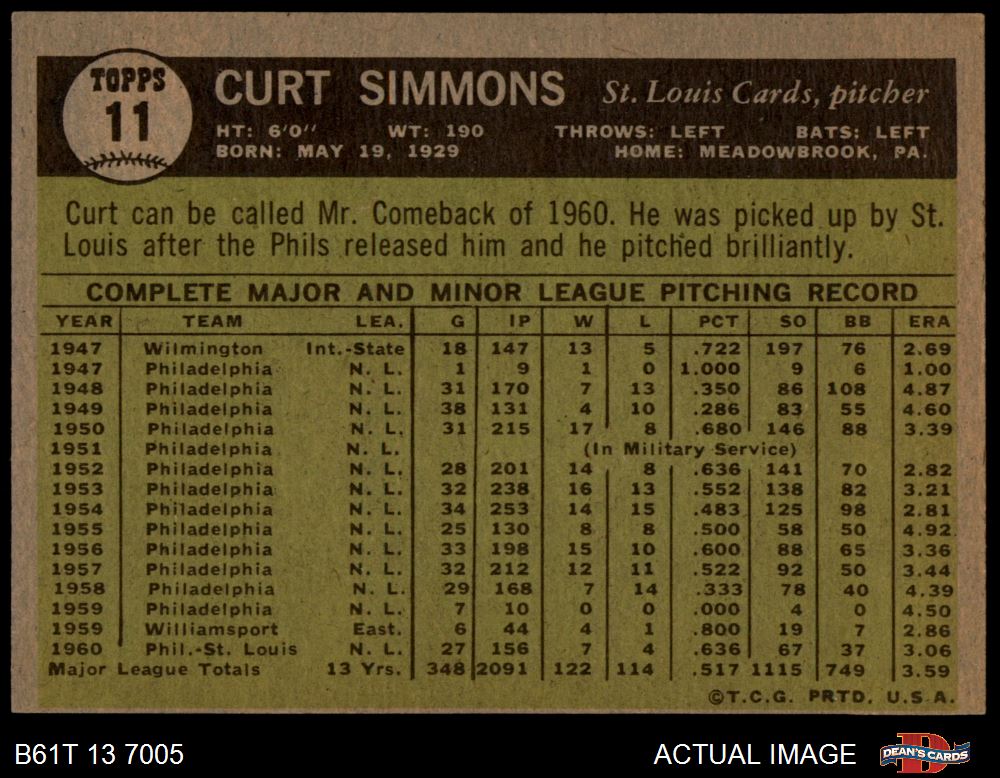 TOPPS
11
CURT SIMMONS St. Louis Cards, pitcher
HT: 6'0" WT: 190 THROWS: LEFT BATS: LEFT
BORN: MAY 19, 1929 HOME: MEADOWBROOK, PA.
Curt can be called Mr. Comeback of 1960. He was picked up by St.
Louis after the Phils released him and he pitched brilliantly.
COMPLETE MAJOR AND MINOR LEAGUE PITCHING RECORD
YEAR TEAM LEA. G IP W L PCT SO BB ERA
1947 Wilmington Int.-State 18 147 13 5 .722 197 76 2.69
1947 Philadelphia N. L. 1 9 1 0 1.000 9 6 1.00
1948 Philadelphia N. L. 31 170 7 13 .350 86 108 4.87
1949 Philadelphia N. L. 38 131 4 10 .286 83 55 4.60
1950 Philadelphia N. L. 31 215 17 8 .680 146 88 3.39
1951 Philadelphia N. L. (In Military Service)
1952 Philadelphia N. L. 28 201 14 8 .636 141 70 2.82
1953 Philadelphia N. L. 32 238 16 13 .552 138 82 3.21
1954 Philadelphia N. L. 34 253 14 15 .483 125 98 2.81
1955 Philadelphia N. L. 25 130 8 8 .500 58 50 4.92
1956 Philadelphia N. L. 33 198 15 10 .600 88 65 3.36
1957 Philadelphia N. L. 32 212 12 11 .522 92 50 3.44
1958 Philadelphia N. L. 29 168 7 14 .333 78 40 4.39
1959 Philadelphia N. L. 7 10 0 0 .000 4 0 4.50
1959 Williamsport East. 6 44 4 1 .800 19 7 2.86
1960 Phil.-St. Louis N. L. 27 156 7 4 .636 67 37 3.06
Major League Totals 13 Yrs. 348 2091 122 114 .517 1115 749 3.59
©T.C.G. PRTD. U.S.A.
B61T 13 7005 ACTUAL IMAGE DEAN'S CARDS